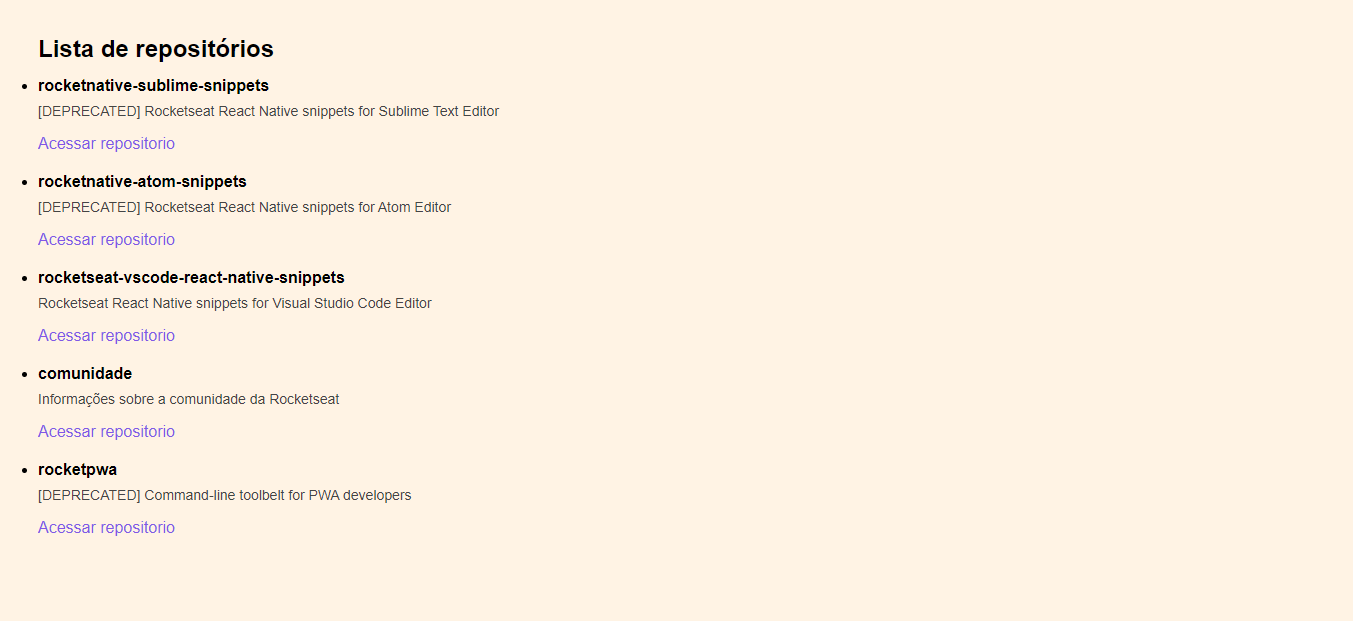 Lista de repositórios
rocketnative-sublime-snippets
[DEPRECATED] Rocketseat React Native snippets for Sublime Text Editor
Acessar repositorio
rocketnative-atom-snippets
[DEPRECATED] Rocketseat React Native snippets for Atom Editor
Acessar repositorio
rocketseat-vscode-react-native-snippets
Rocketseat React Native snippets for Visual Studio Code Editor
Acessar repositorio
comunidade
Informações sobre a comunidade da Rocketseat
Acessar repositorio
rocketpwa
[DEPRECATED] Command-line toolbelt for PWA developers
Acessar repositorio